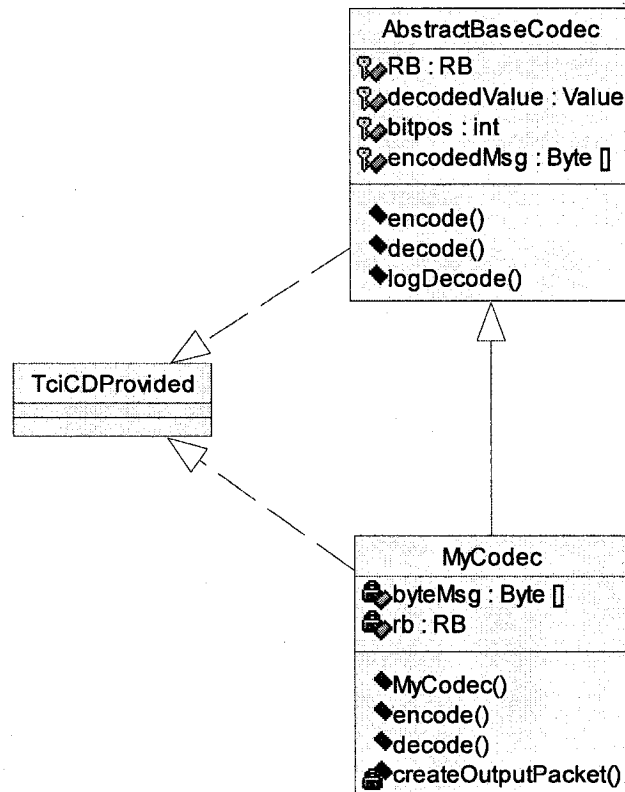 AbstractBaseCodec
RB : RB
decodedValue : Value
bitpos : int
encodedMsg : Byte []
encode()
decode()
logDecode()
TciCDProvided
MyCodec
byteMsg : Byte []
rb : RB
MyCodec()
encode()
decode()
createOutputPacket()